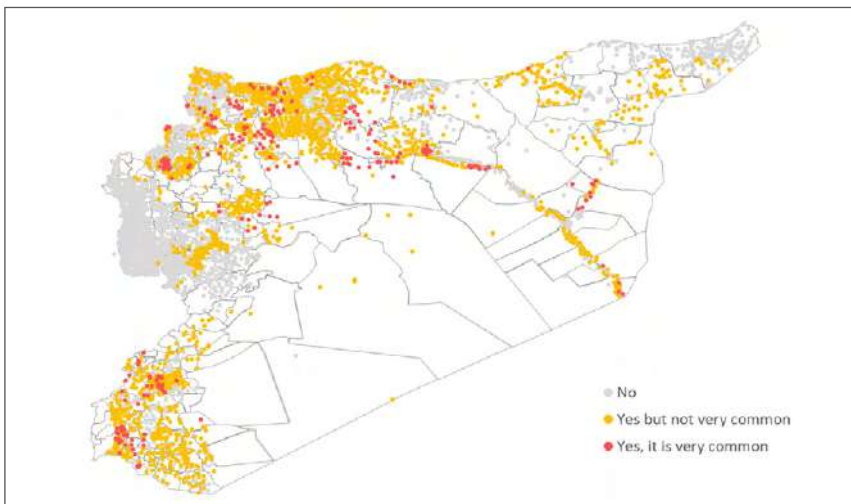 No
Yes but not very common
Yes, it is very common